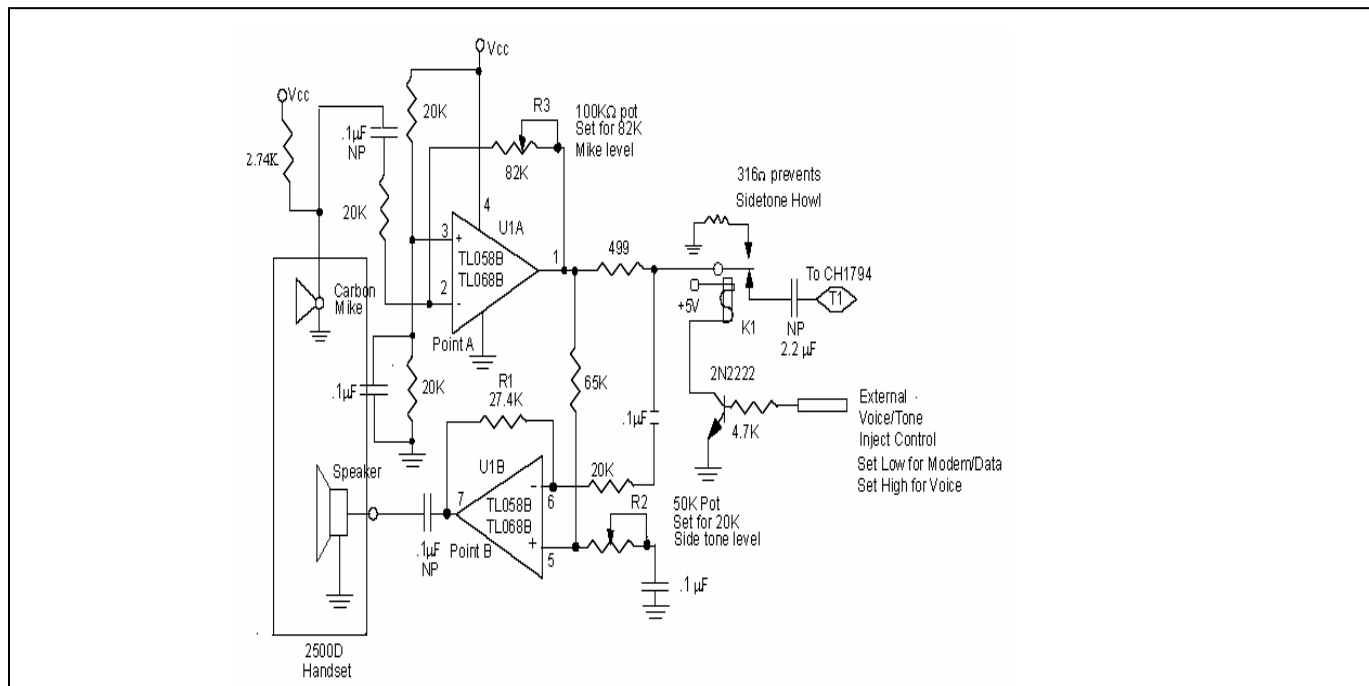 Vcc
Vcc
20K
.1µF
NP
2.74K
20K
R3
100KΩ pot
Set for 82K
Mike level
82K
316Ω prevents
Sidetone Howl
4
U1A
3
+
TL058B
TL068B
1
2
-
499
To CH1794
T1
Carbon
Mike
Point A
+5V
K1
NP
2.2 µF
.1µF
20K
R1
27.4K
65K
.1µF
2N2222
4.7K
External
Voice/Tone
Inject Control
Set Low for Modem/Data
Set High for Voice
Speaker
U1B
7
TL058B
TL068B
-
6
20K
R2
50K Pot
Set for 20K
Side tone level
+
5
Point B
.1µF
NP
.1 µF
2500D
Handset